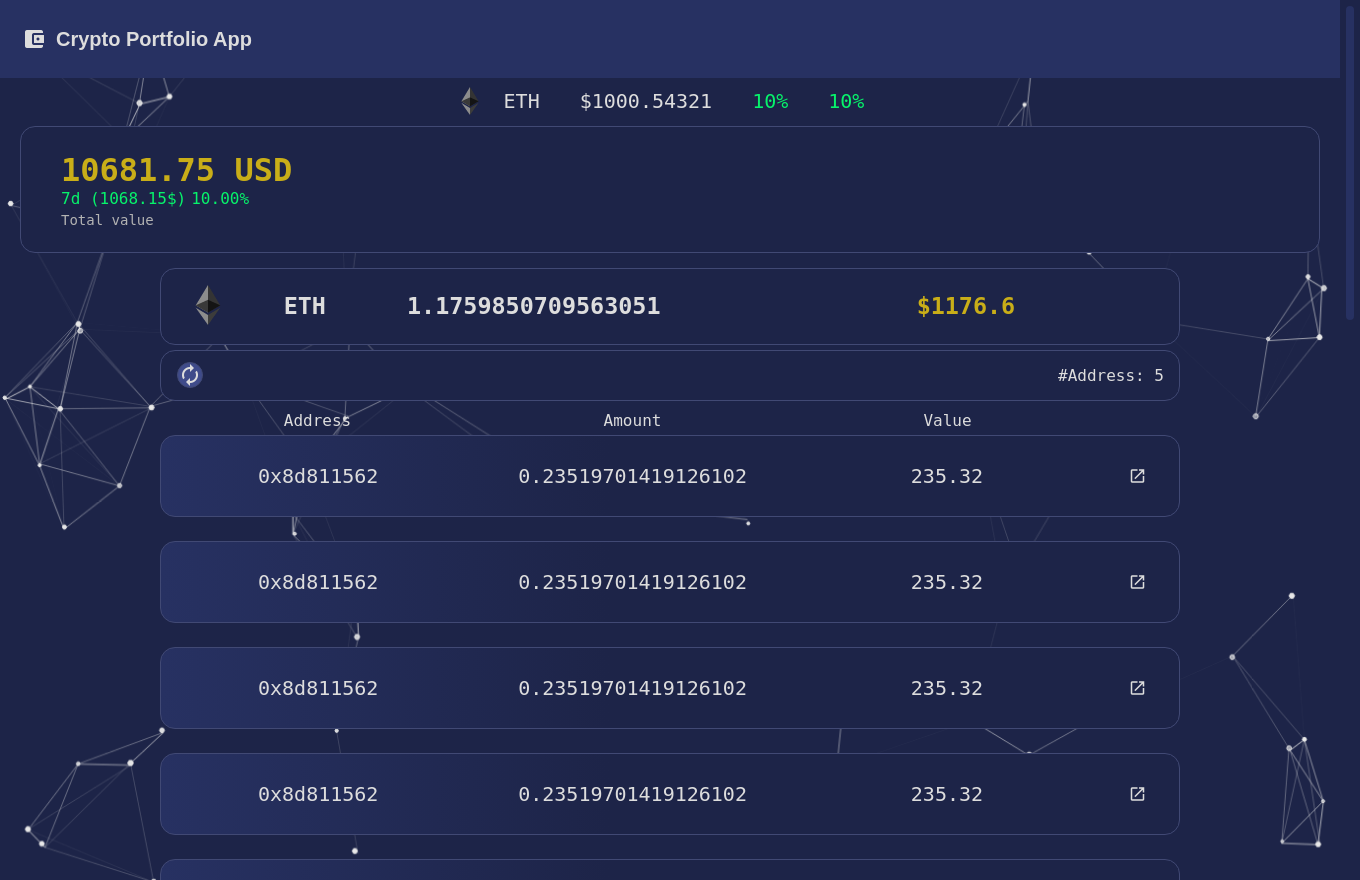 Crypto Portfolio App
ETH $1000.54321 10% 10%
10681.75 USD
7d (1068.15$) 10.00%
Total value
ETH 1.1759850709563051 $1176.6
#Address: 5
Address Amount Value
0x8d811562 0.23519701419126102 235.32
0x8d811562 0.23519701419126102 235.32
0x8d811562 0.23519701419126102 235.32
0x8d811562 0.23519701419126102 235.32